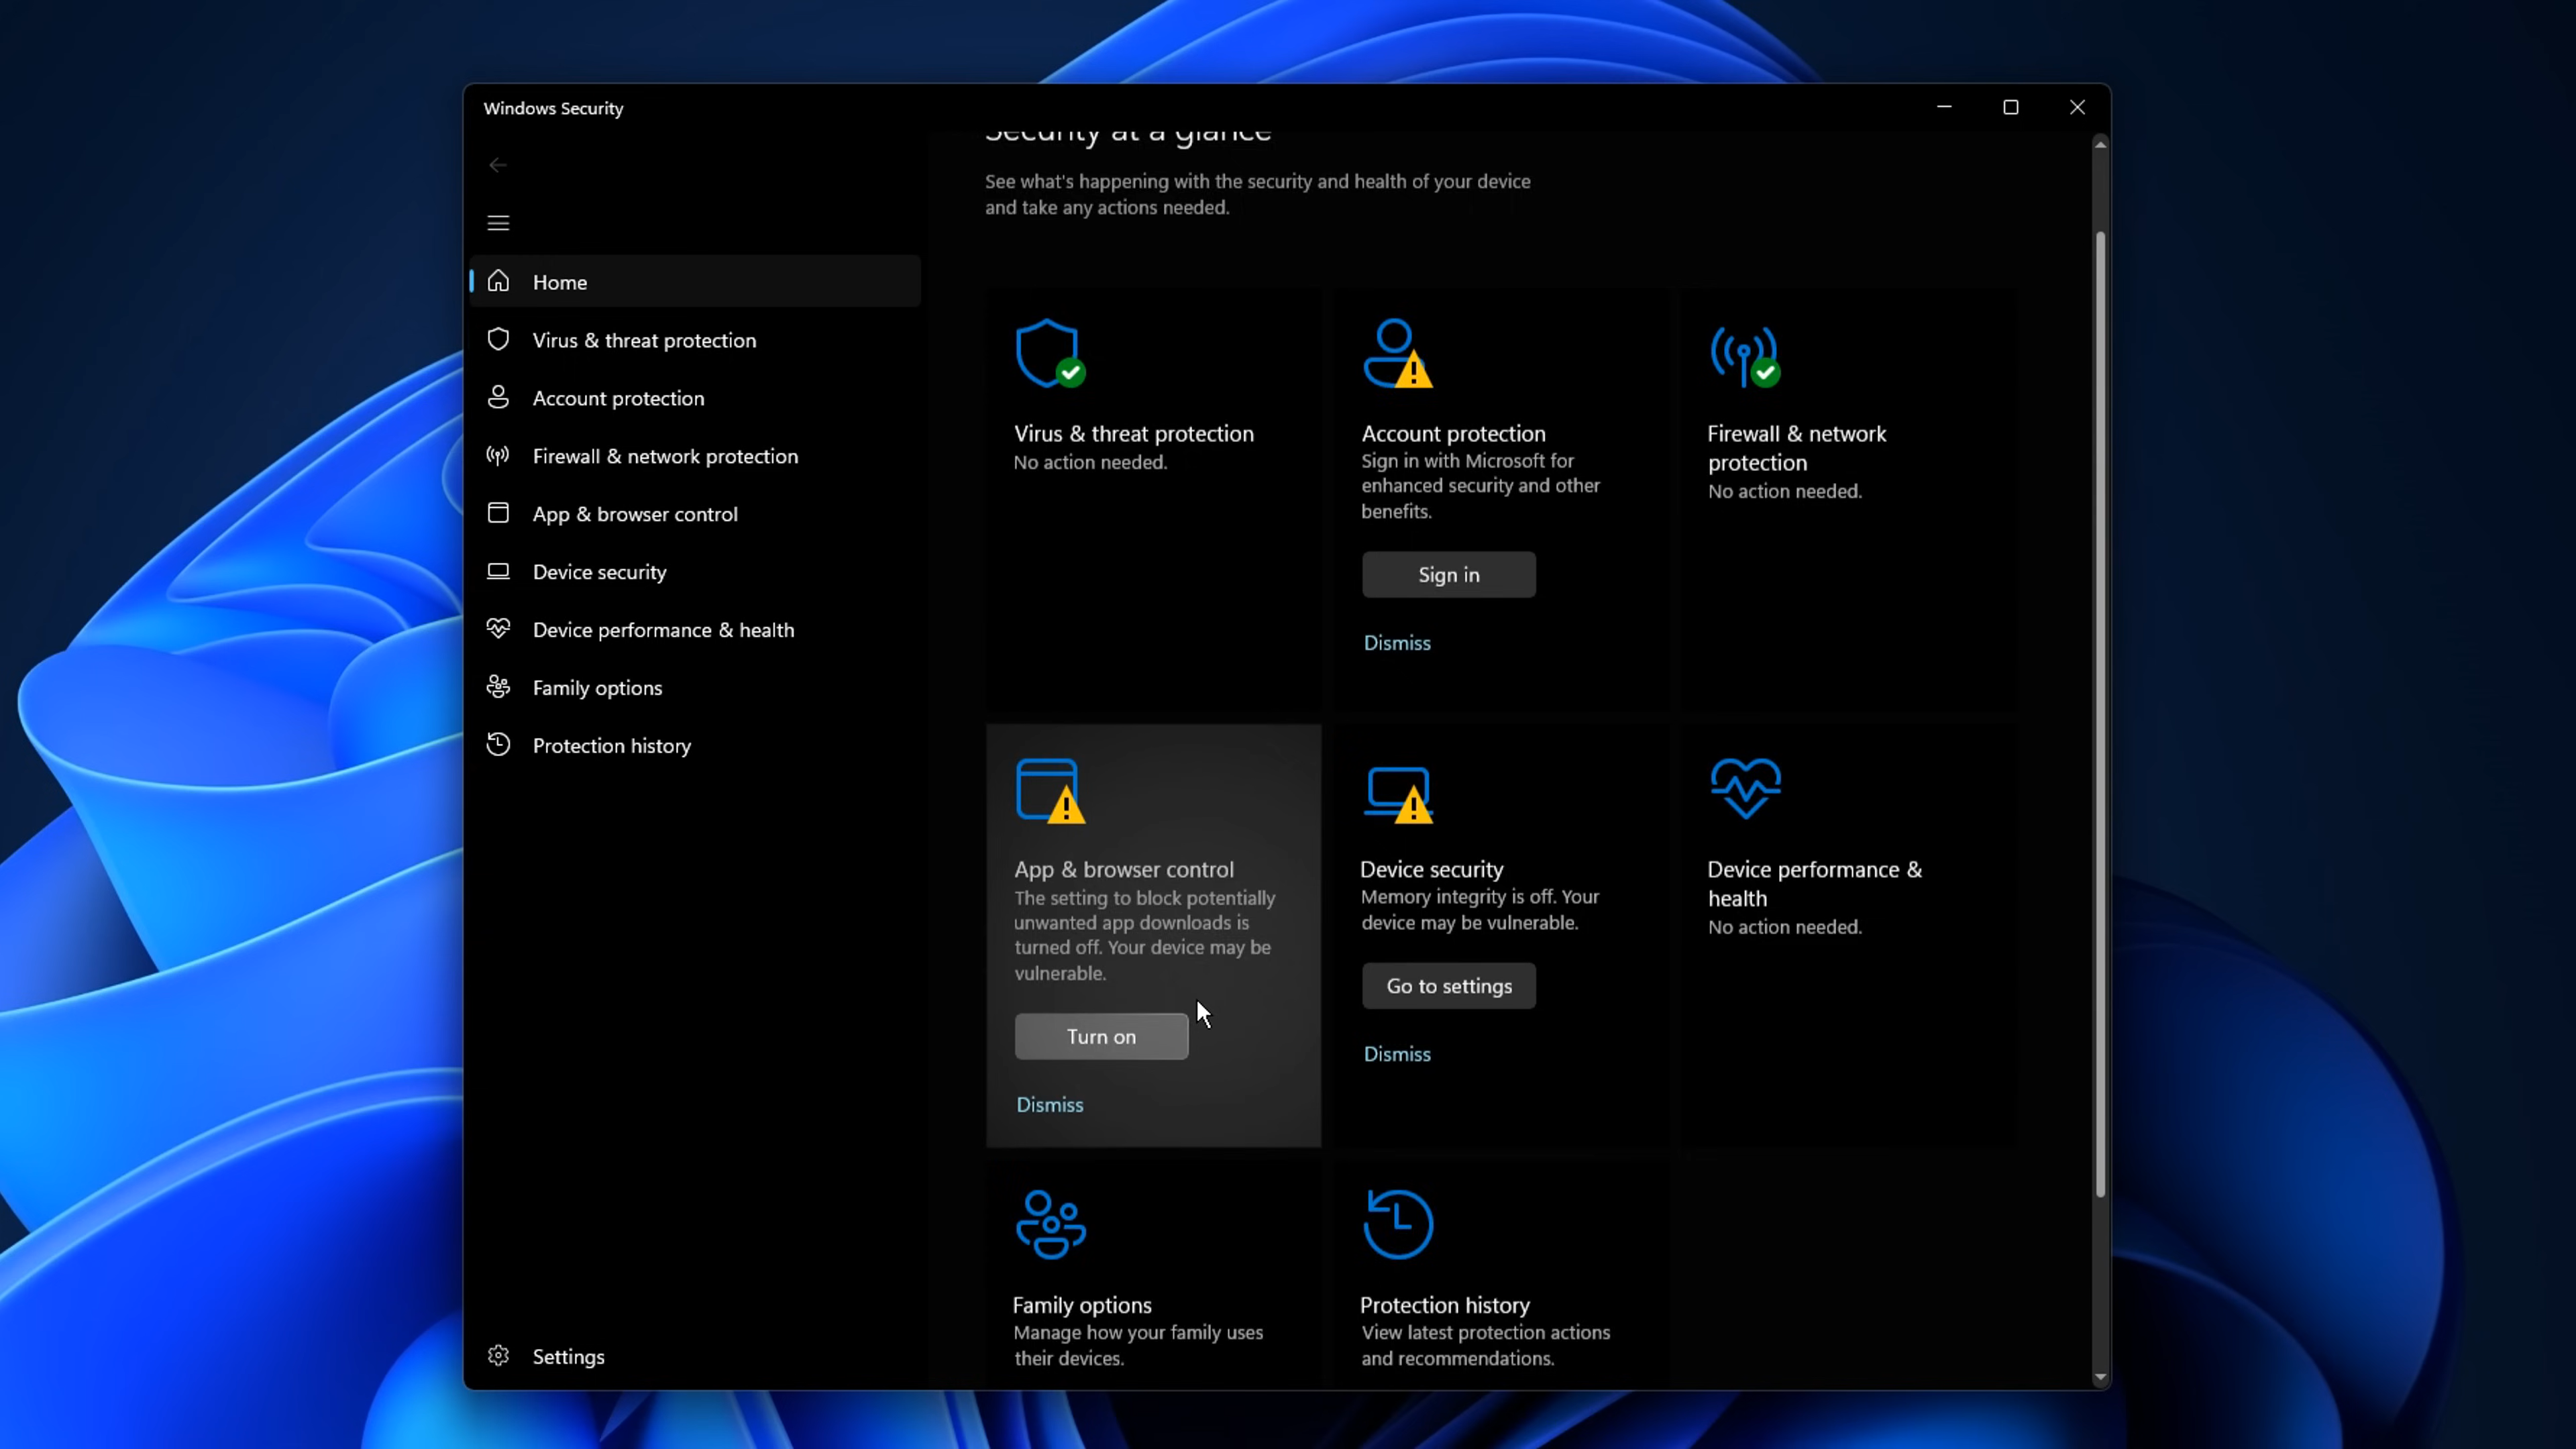 Windows Security
Security at a glance
See what's happening with the security and health of your device
and take any actions needed.
Home
Virus & threat protection
Account protection
Firewall & network protection
App & browser control
Device security
Device performance & health
Family options
Protection history
Settings
Virus & threat protection
No action needed.
Account protection
Sign in with Microsoft for
enhanced security and other
benefits.
Sign in
Dismiss
Firewall & network
protection
No action needed.
App & browser control
The setting to block potentially
unwanted app downloads is
turned off. Your device may be
vulnerable.
Turn on
Dismiss
Device security
Memory integrity is off. Your
device may be vulnerable.
Go to settings
Dismiss
Device performance &
health
No action needed.
Family options
Manage how your family uses
their devices.
Protection history
View latest protection actions
and recommendations.